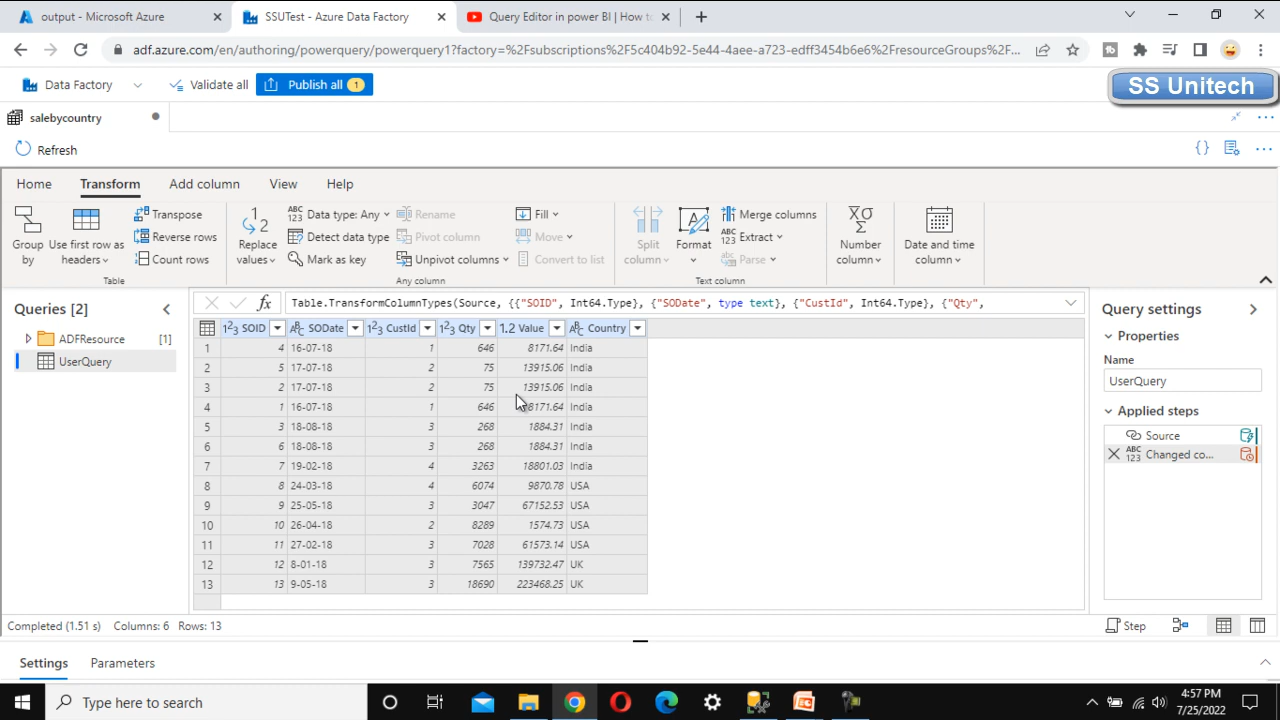 output - Microsoft Azure
SSUTest - Azure Data Factory
Query Editor in power BI | How to
adf.azure.com/en/authoring/powerquery/powerquery1?factory=%2Fsubscriptions%2F5c404b92-5e44-4aee-a723-edff3454b6e6%2FresourceGroups%2F...
Data Factory
Validate all
Publish all 1
SS Unitech
salebycountry
Refresh
Home
Transform
Add column
View
Help
Group by
Use first row as headers
Transpose
Reverse rows
Count rows
Table
Replace values
Data type: Any
Detect data type
Mark as key
Rename
Pivot column
Unpivot columns
Fill
Move
Convert to list
Any column
Split column
Format
Merge columns
Extract
Parse
Text column
Number column
Date and time column
Queries [2]
ADFResource [1]
UserQuery
fx Table.TransformColumnTypes(Source, {{"SOID", Int64.Type}, {"SODate", type text}, {"CustId", Int64.Type}, {"Qty",
SOID SODate CustId Qty Value Country
1 4 16-07-18 1 646 8171.64 India
2 5 17-07-18 2 75 13915.06 India
3 2 17-07-18 2 75 13915.06 India
4 1 16-07-18 1 646 8171.64 India
5 3 18-08-18 3 268 1884.31 India
6 6 18-08-18 3 268 1884.31 India
7 7 19-02-18 4 3263 18801.03 India
8 8 24-03-18 4 6074 9870.78 USA
9 9 25-05-18 3 3047 67152.53 USA
10 10 26-04-18 2 8289 1574.73 USA
11 11 27-02-18 3 7028 61573.14 USA
12 12 8-01-18 3 7565 139732.47 UK
13 13 9-05-18 3 18690 223468.25 UK
Query settings
Properties
Name
UserQuery
Applied steps
Source
Changed co...
Completed (1.51 s) Columns: 6 Rows: 13
Step
Settings
Parameters
Type here to search
4:57 PM
7/25/2022